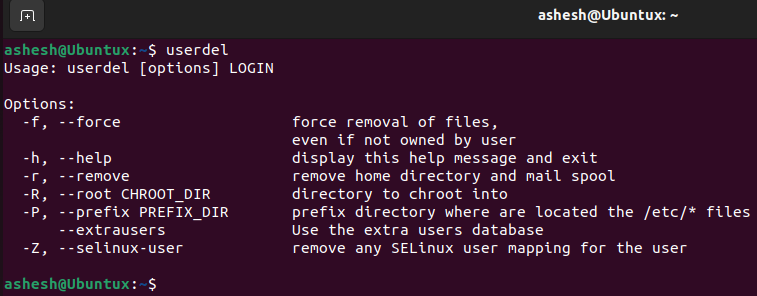 ashesh@Ubuntux: ~
ashesh@Ubuntux:~$ userdel
Usage: userdel [options] LOGIN
Options:
-f, --force force removal of files,
even if not owned by user
-h, --help display this help message and exit
-r, --remove remove home directory and mail spool
-R, --root CHROOT_DIR directory to chroot into
-P, --prefix PREFIX_DIR prefix directory where are located the /etc/* files
--extrausers Use the extra users database
-Z, --selinux-user remove any SELinux user mapping for the user
ashesh@Ubuntux:~$